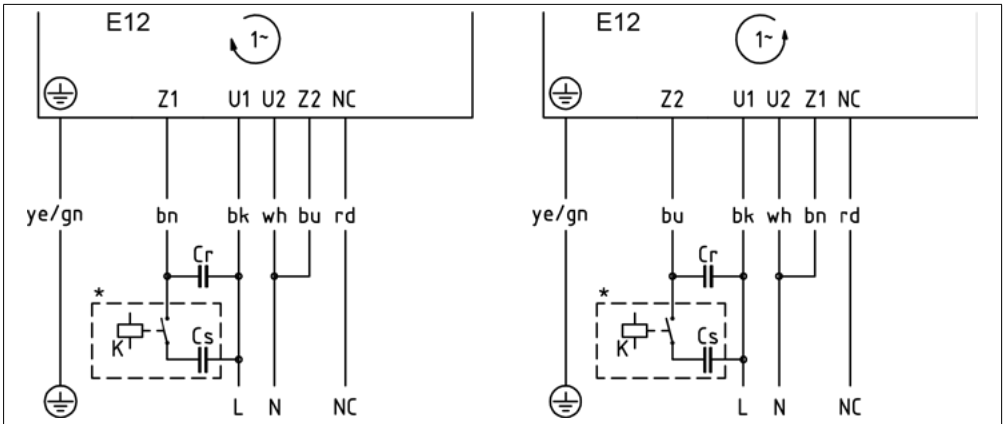 E12
1~
Z1 U1 U2 Z2 NC
ye/gn bn bk wh bu rd
Cr
*
K Cs
L N NC
E12
1~
Z2 U1 U2 Z1 NC
ye/gn bu bk wh bn rd
Cr
*
K Cs
L N NC